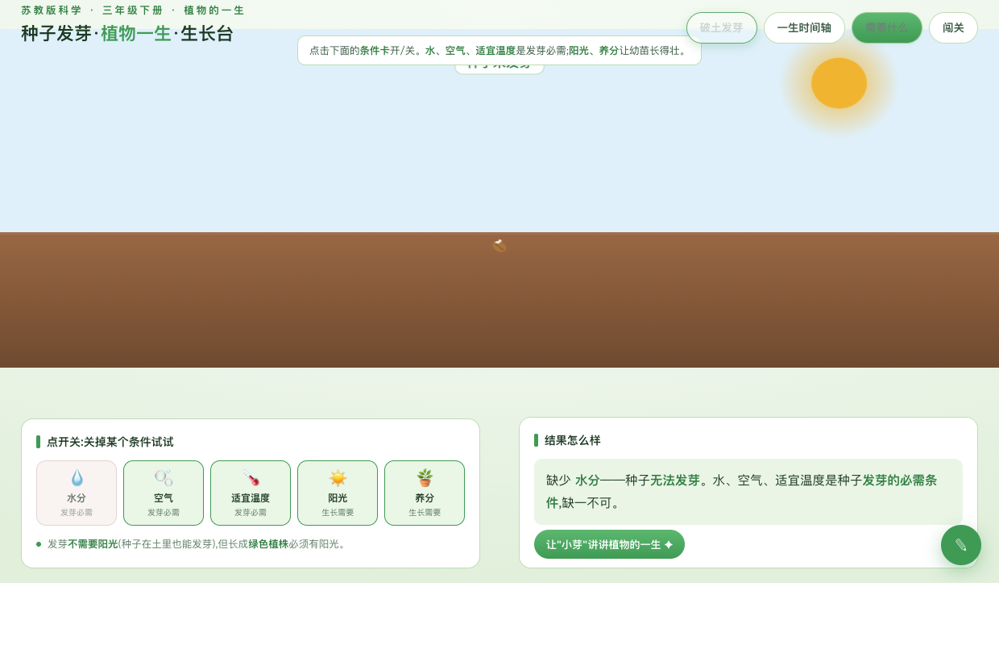 苏教版科学 · 三年级下册 · 植物的一生
种子发芽·植物一生·生长台
破土发芽
一生时间轴
需要什么
闯关
点击下面的条件卡开/关。水、空气、适宜温度是发芽必需;阳光、养分让幼苗长得壮。
种子未发芽
点开关:关掉某个条件试试
水分
发芽必需
空气
发芽必需
适宜温度
发芽必需
阳光
生长需要
养分
生长需要
发芽不需要阳光(种子在土里也能发芽),但长成绿色植株必须有阳光。
结果怎么样
缺少 水分——种子无法发芽。水、空气、适宜温度是种子发芽的必需条
件,缺一不可。
让"小芽"讲讲植物的一生 ✦